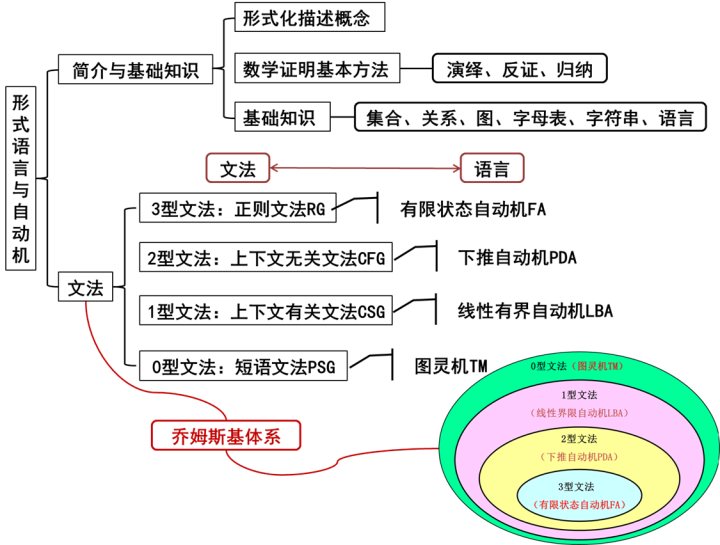 形式化描述概念
简介与基础知识
数学证明基本方法
演绎、反证、归纳
基础知识
集合、关系、图、字母表、字符串、语言
形式语言与自动机
文法
语言
3型文法：正则文法RG
有限状态自动机FA
2型文法：上下文无关文法CFG
下推自动机PDA
文法
1型文法：上下文有关文法CSG
线性有界自动机LBA
0型文法：短语文法PSG
图灵机TM
乔姆斯基体系
0型文法（图灵机TM）
1型文法
（线性界限自动机LBA）
2型文法
（下推自动机PDA）
3型文法
（有限状态自动机FA）